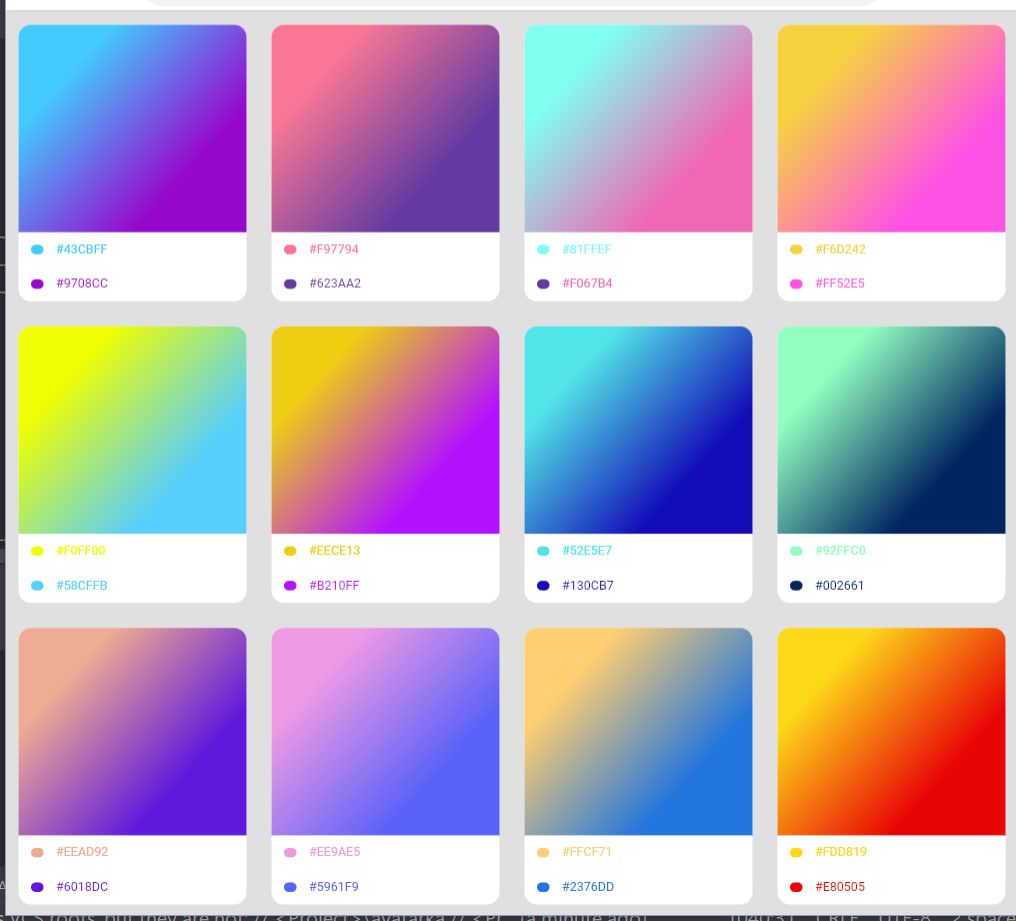 #43CBFF
#9708CC
#F97794
#623AA2
#81FFEF
#F067B4
#F6D242
#FF52E5
#F0FF00
#58CFFB
#EECE13
#B210FF
#52E5E7
#130CB7
#92FFC0
#002661
#EEAD92
#6018DC
#EE9AE5
#5961F9
#FFCF71
#2376DD
#FDD819
#E80505